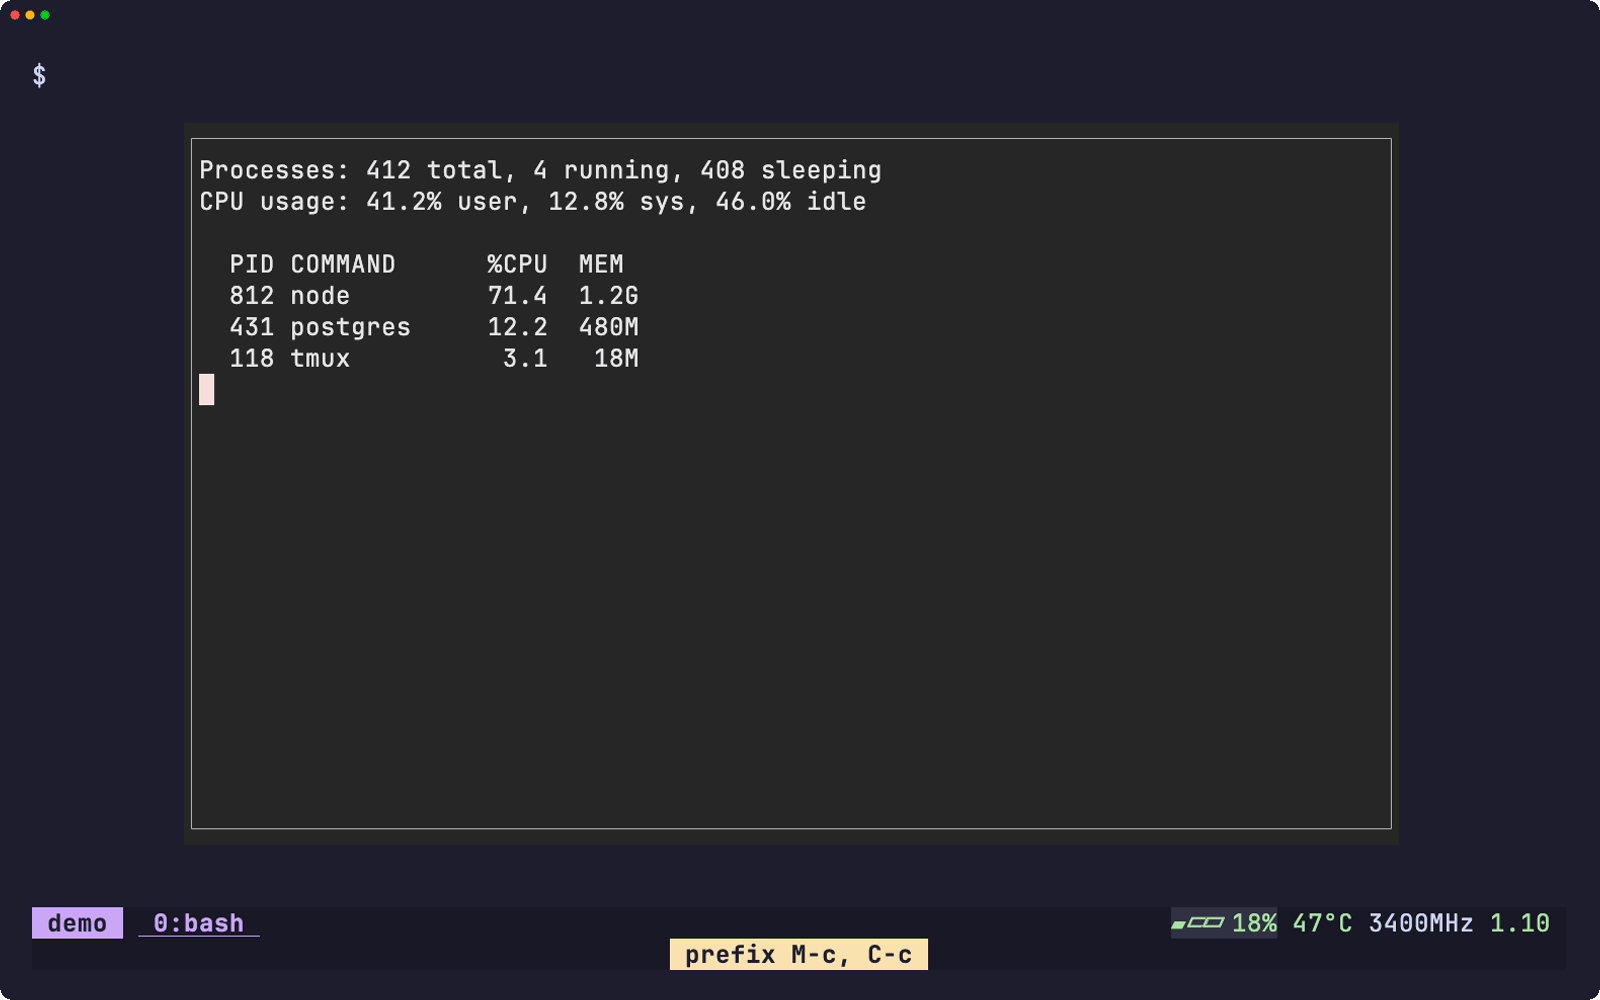 $
Processes: 412 total, 4 running, 408 sleeping
CPU usage: 41.2% user, 12.8% sys, 46.0% idle
PID COMMAND %CPU MEM
812 node 71.4 1.2G
431 postgres 12.2 480M
118 tmux 3.1 18M
demo 0:bash 18% 47°C 3400MHz 1.10
prefix M-c, C-c